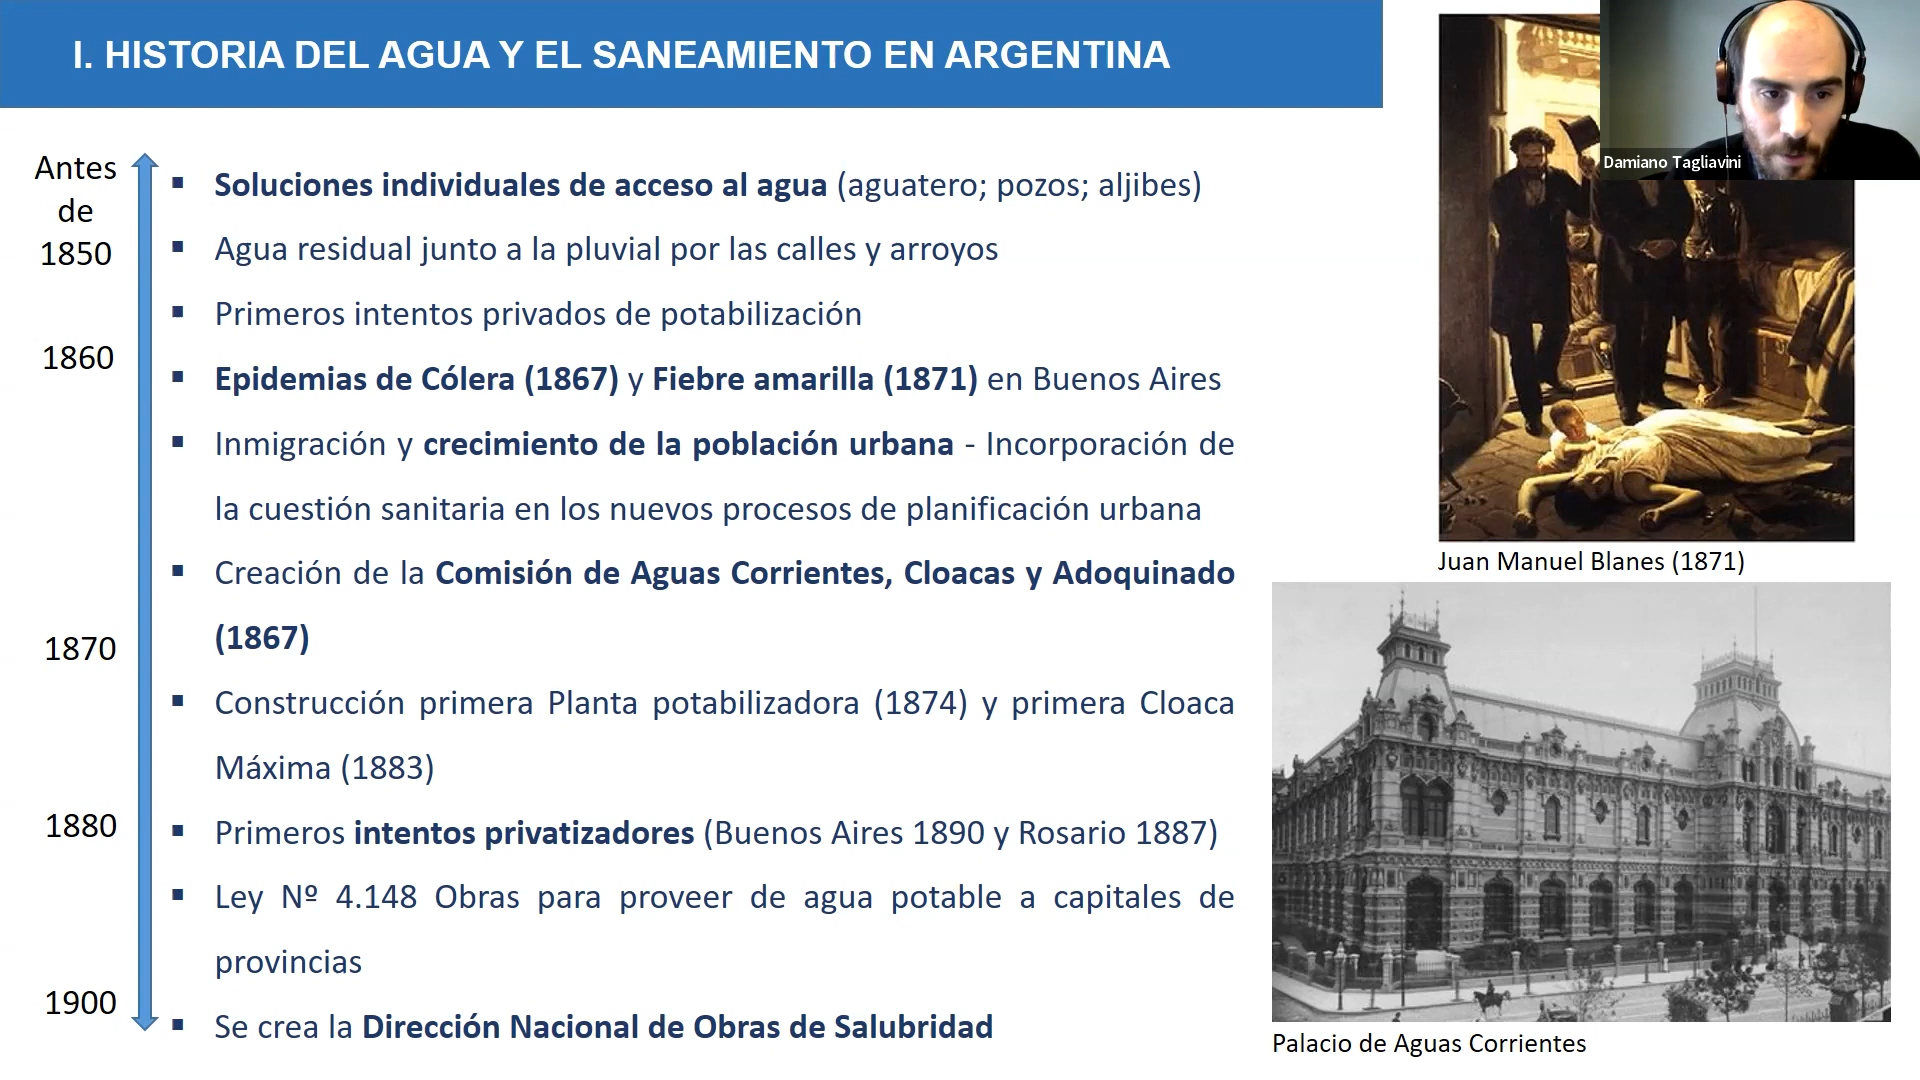 I. HISTORIA DEL AGUA Y EL SANEAMIENTO EN ARGENTINA
Damiano Tagliavini
Antes
de
1850
1860
1870
1880
1900
▪ Soluciones individuales de acceso al agua (aguatero; pozos; aljibes)
▪ Agua residual junto a la pluvial por las calles y arroyos
▪ Primeros intentos privados de potabilización
▪ Epidemias de Cólera (1867) y Fiebre amarilla (1871) en Buenos Aires
▪ Inmigración y crecimiento de la población urbana - Incorporación de
la cuestión sanitaria en los nuevos procesos de planificación urbana
▪ Creación de la Comisión de Aguas Corrientes, Cloacas y Adoquinado
(1867)
▪ Construcción primera Planta potabilizadora (1874) y primera Cloaca
Máxima (1883)
▪ Primeros intentos privatizadores (Buenos Aires 1890 y Rosario 1887)
▪ Ley Nº 4.148 Obras para proveer de agua potable a capitales de
provincias
▪ Se crea la Dirección Nacional de Obras de Salubridad
Juan Manuel Blanes (1871)
Palacio de Aguas Corrientes